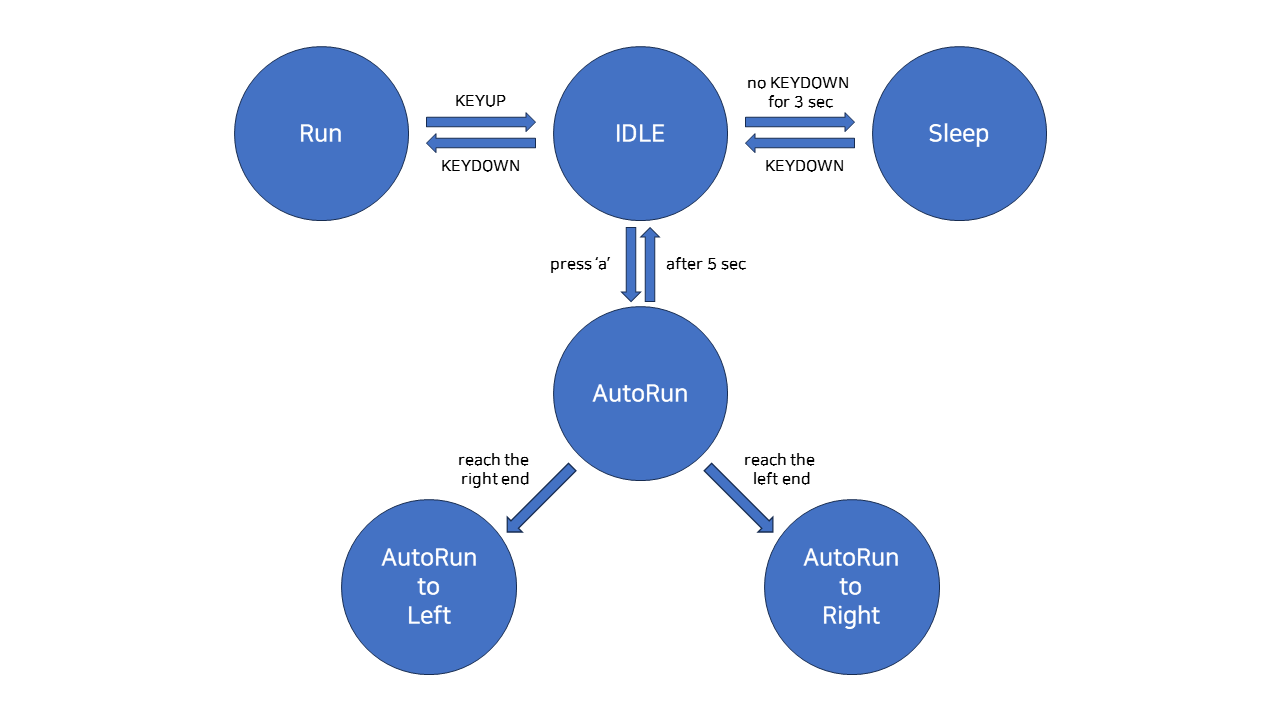 no KEYDOWN
for 3 sec
KEYUP
Run
IDLE
Sleep
KEYDOWN
KEYDOWN
press ‘a’
after 5 sec
AutoRun
reach the
right end
reach the
left end
AutoRun
to
Left
AutoRun
to
Right